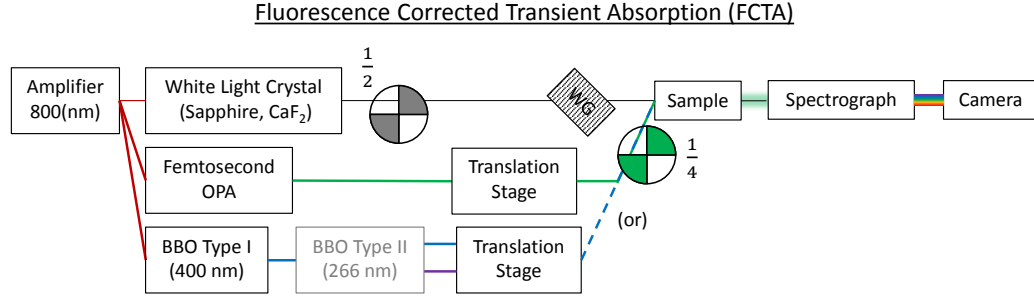 Fluorescence Corrected Transient Absorption (FCTA)
1/2
Amplifier
800(nm)
White Light Crystal
(Sapphire, CaF₂)
WG
Sample
Spectrograph
Camera
1/4
Femtosecond
OPA
Translation
Stage
(or)
BBO Type I
(400 nm)
BBO Type II
(266 nm)
Translation
Stage